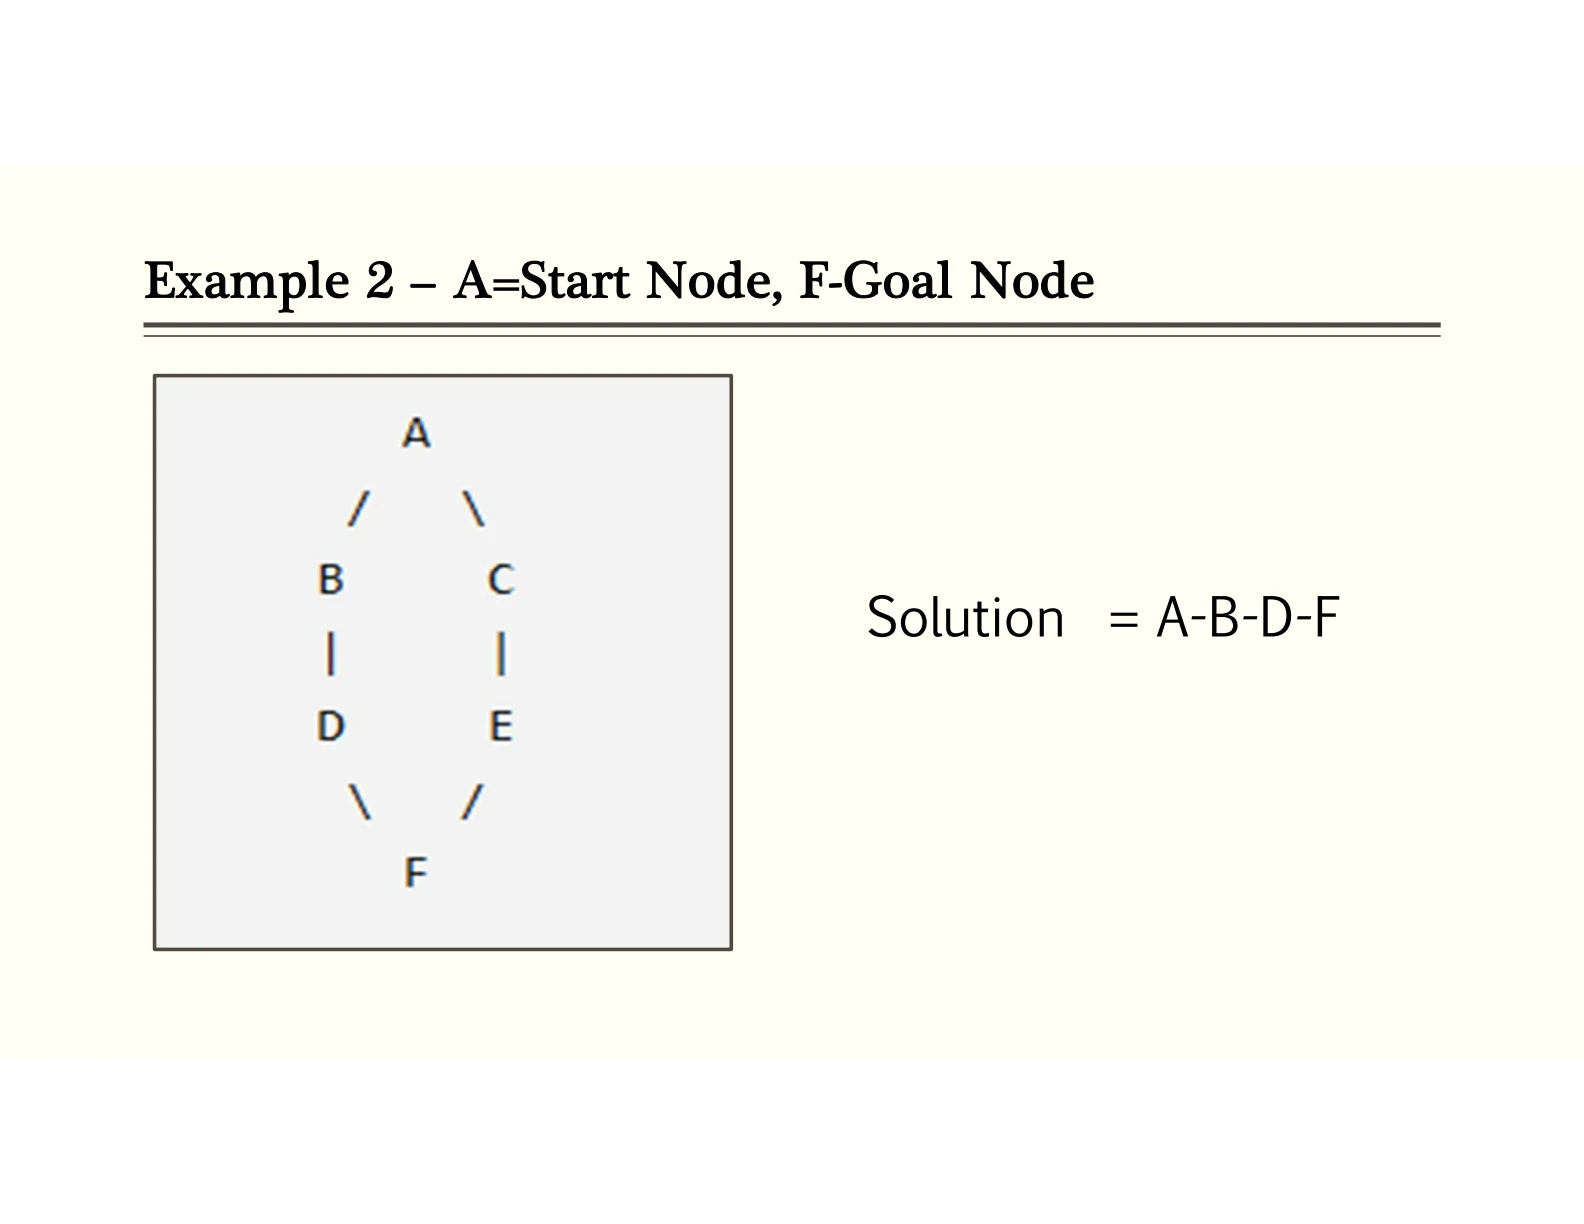 Example 2 – A=Start Node, F-Goal Node
A
/ \
B C
| |
D E
\ /
F
Solution = A-B-D-F